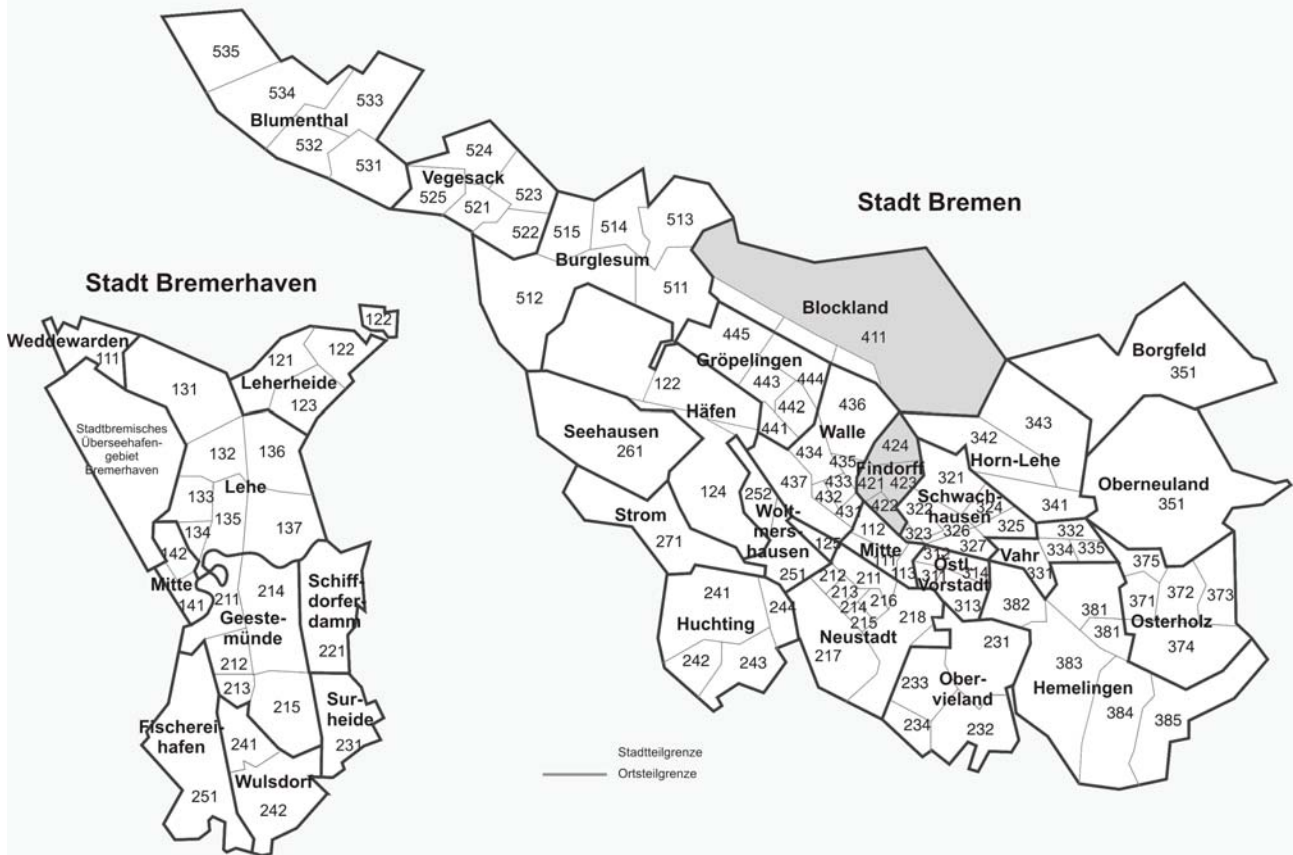 535
534
533
Blumenthal
532
531
524
Vegesack
525
523
521
522
515
514
513
Burglesum
512
511
Stadt Bremen
Blockland
411
Borgfeld
351
Oberneuland
351
445
Gröpelingen
443
444
442
441
122
Häfen
Seehausen
261
436
Walle
434
435
437
433
432
431
424
Findorff
421
423
422
342
343
Horn-Lehe
341
321
Schwach-
hausen
322
324
325
323
326
327
124
252
Wolt-
mers-
hausen
125
251
Strom
271
112
Mitte
111
113
312
Östl.
Vorstadt
311
314
313
Vahr
332
334
335
331
375
371
372
373
Osterholz
374
241
244
Huchting
242
243
212
211
213
214
216
215
218
Neustadt
217
231
233
Ober-
vieland
234
232
382
381
381
383
Hemelingen
384
385
Stadt Bremerhaven
Weddewarden
111
122
121
122
Leherheide
123
131
Stadtbremisches
Überseehafen-
gebiet
Bremerhaven
132
136
Lehe
133
135
134
137
142
Mitte
141
211
214
Geeste-
münde
212
213
215
Schiff-
dorfer-
damm
221
Sur-
heide
231
Fischerei-
hafen
251
241
Wulsdorf
242
Stadtteilgrenze
Ortsteilgrenze